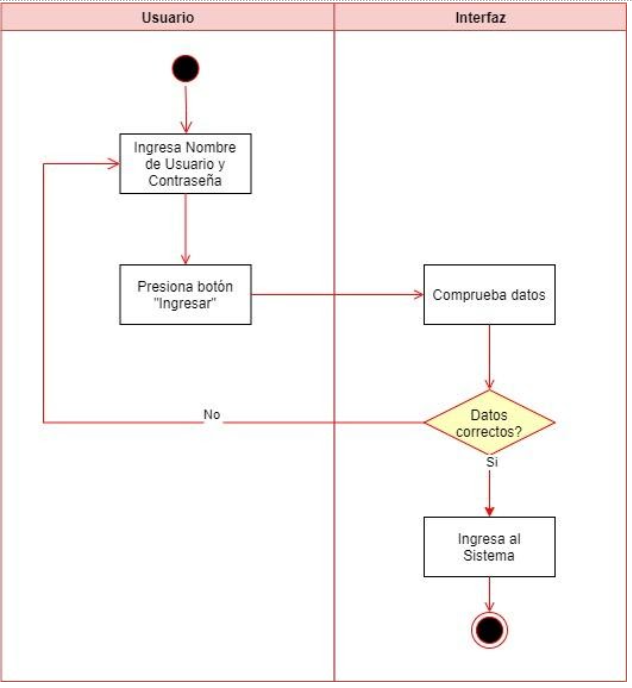 Usuario
Interfaz
Ingresa Nombre
de Usuario y
Contraseña
Presiona botón
"Ingresar"
Comprueba datos
Datos
correctos?
No
Si
Ingresa al
Sistema